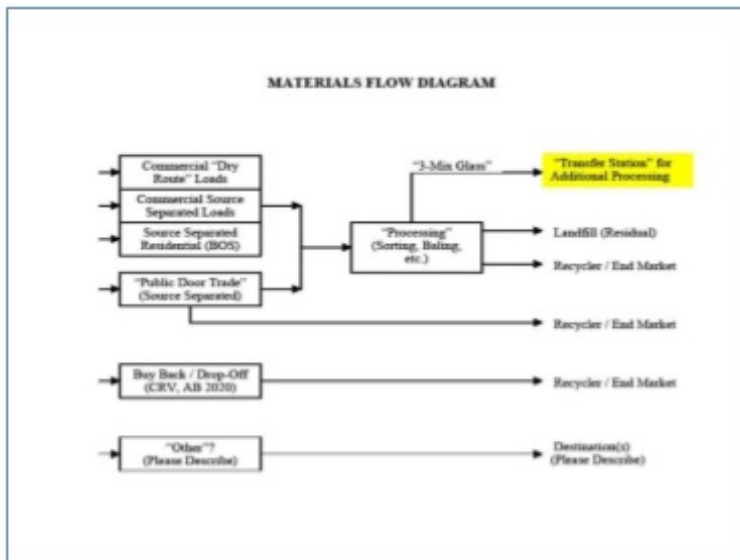 MATERIALS FLOW DIAGRAM
Commercial "Dry
Route" Loads
Commercial Source
Separated Loads
Source Separated
Residential (BOS)
"Public Door Trade"
(Source Separated)
Buy Back / Drop-Off
(CRV, AB 2020)
"Other"?
(Please Describe)
"3-Mix Glass"
"Processing"
(Sorting, Baling,
etc.)
"Transfer Station" for
Additional Processing
Landfill (Residual)
Recycler / End Market
Recycler / End Market
Recycler / End Market
Destination(s)
(Please Describe)